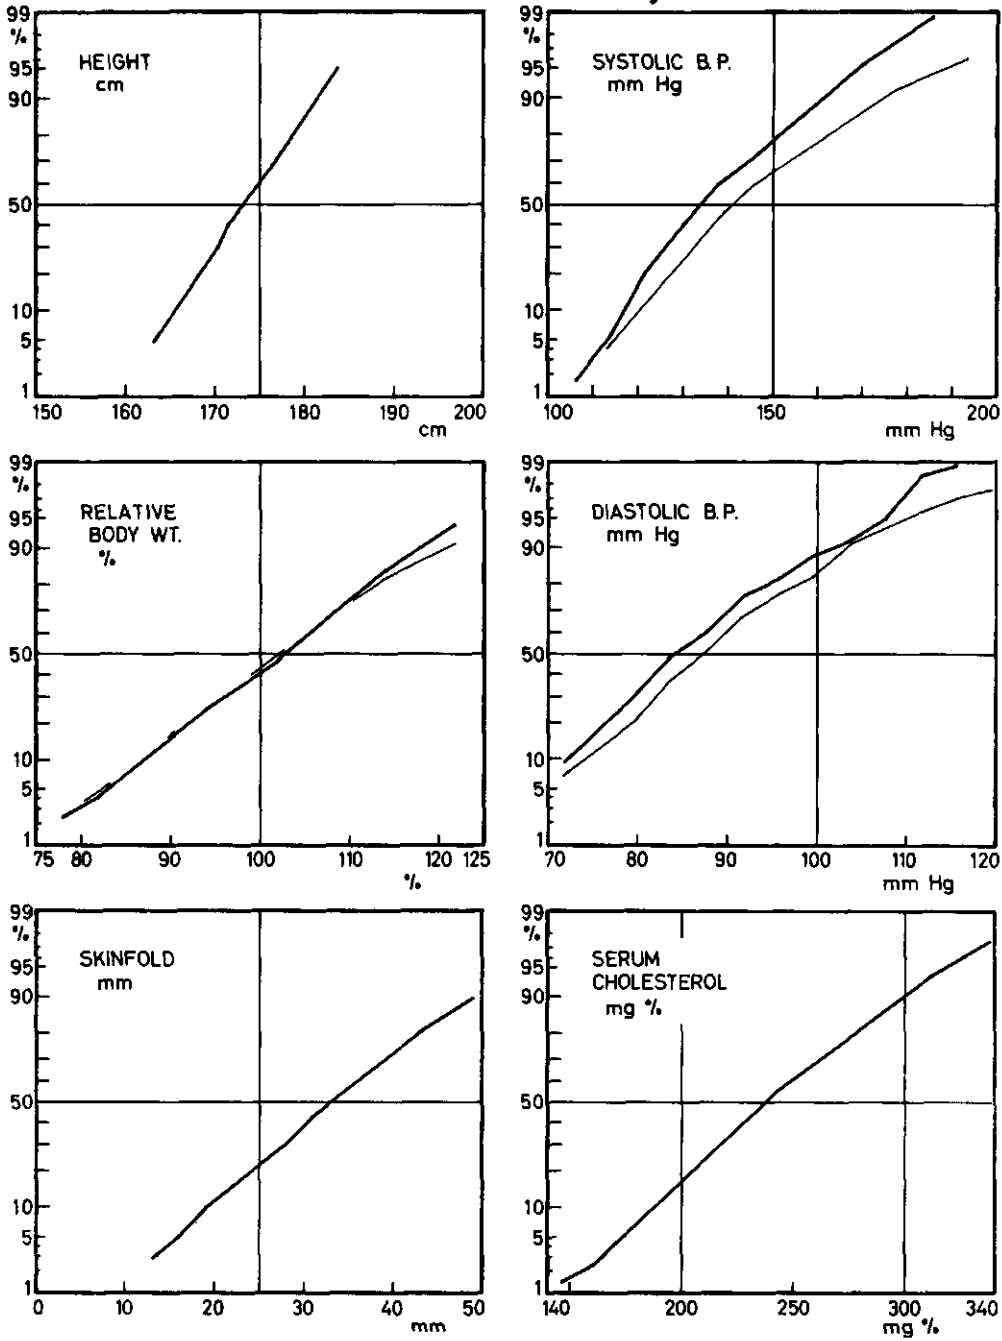 99
%
95
90
50
10
5
1
HEIGHT
cm
150 160 170 180 190 200
cm
99
%
95
90
50
10
5
1
SYSTOLIC B.P.
mm Hg
100 150 200
mm Hg
99
%
95
90
50
10
5
1
RELATIVE
BODY WT.
%
75 80 90 100 110 120 125
%
99
%
95
90
50
10
5
1
DIASTOLIC B.P.
mm Hg
70 80 90 100 110 120
mm Hg
99
%
95
90
50
10
5
1
SKINFOLD
mm
0 10 20 30 40 50
mm
99
%
95
90
50
10
5
1
SERUM
CHOLESTEROL
mg %
140 200 250 300 340
mg %